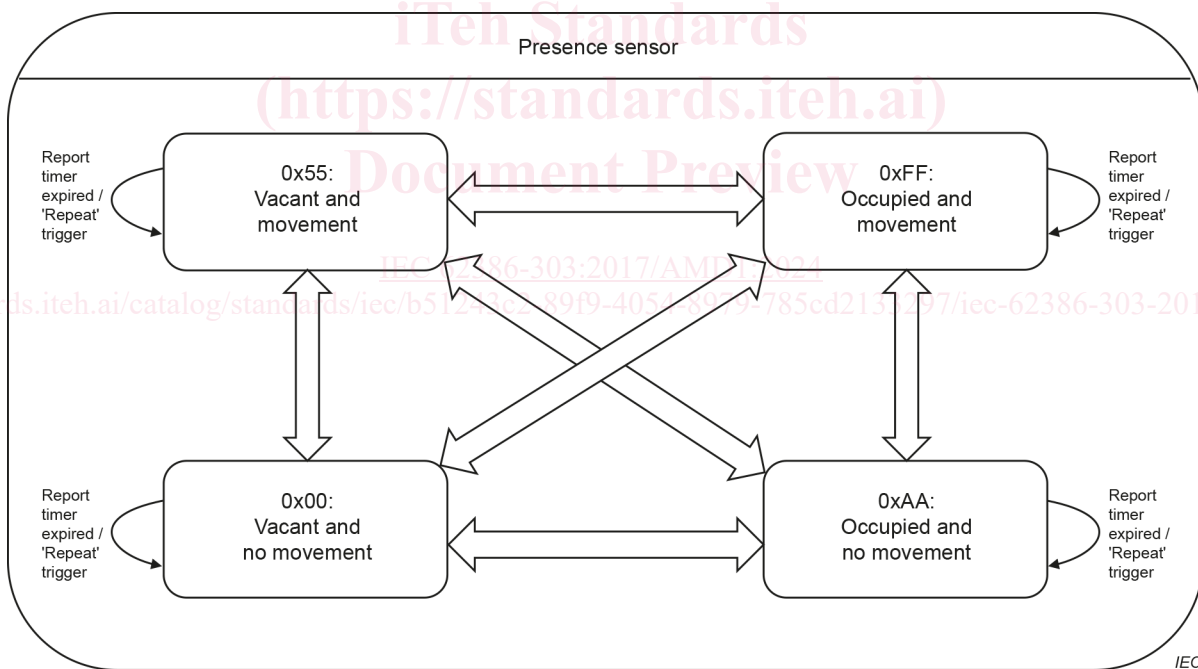 iTeh Standards
Presence sensor
(https://standards.iteh.ai)
Document Preview
Report
timer
expired /
'Repeat'
trigger
0x55:
Vacant and
movement
0xFF:
Occupied and
movement
Report
timer
expired /
'Repeat'
trigger
IEC 62386-303:2017/AMD1:2024
rds.iteh.ai/catalog/standards/iec/b51243c2-89f9-4054-8979-785cd2133297/iec-62386-303-201
Report
timer
expired /
'Repeat'
trigger
0x00:
Vacant and
no movement
0xAA:
Occupied and
no movement
Report
timer
expired /
'Repeat'
trigger
IEC